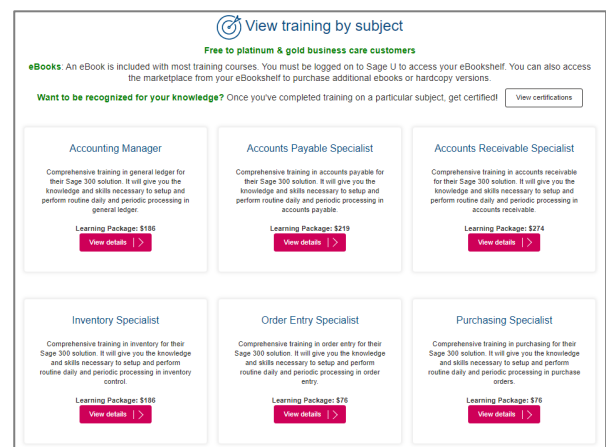 View training by subject
Free to platinum & gold business care customers
eBooks: An eBook is included with most training courses. You must be logged on to Sage U to access your eBookshelf. You can also access
the marketplace from your eBookshelf to purchase additional ebooks or hardcopy versions.
Want to be recognized for your knowledge? Once you've completed training on a particular subject, get certified!
View certifications
Accounting Manager
Comprehensive training in general ledger for
their Sage 300 solution. It will give you the
knowledge and skills necessary to setup and
perform routine daily and periodic processing in
general ledger.
Learning Package: $186
View details
Accounts Payable Specialist
Comprehensive training in accounts payable for
their Sage 300 solution. It will give you the
knowledge and skills necessary to setup and
perform routine daily and periodic processing in
accounts payable.
Learning Package: $219
View details
Accounts Receivable Specialist
Comprehensive training in accounts receivable
for their Sage 300 solution. It will give you the
knowledge and skills necessary to setup and
perform routine daily and periodic processing in
accounts receivable.
Learning Package: $274
View details
Inventory Specialist
Comprehensive training in inventory for their
Sage 300 solution. It will give you the knowledge
and skills necessary to setup and perform
routine daily and periodic processing in inventory
control.
Learning Package: $186
View details
Order Entry Specialist
Comprehensive training in order entry for their
Sage 300 solution. It will give you the knowledge
and skills necessary to setup and perform
routine daily and periodic processing in order
entry.
Learning Package: $76
View details
Purchasing Specialist
Comprehensive training in purchasing for their
Sage 300 solution. It will give you the knowledge
and skills necessary to setup and perform
routine daily and periodic processing in purchase
orders.
Learning Package: $76
View details